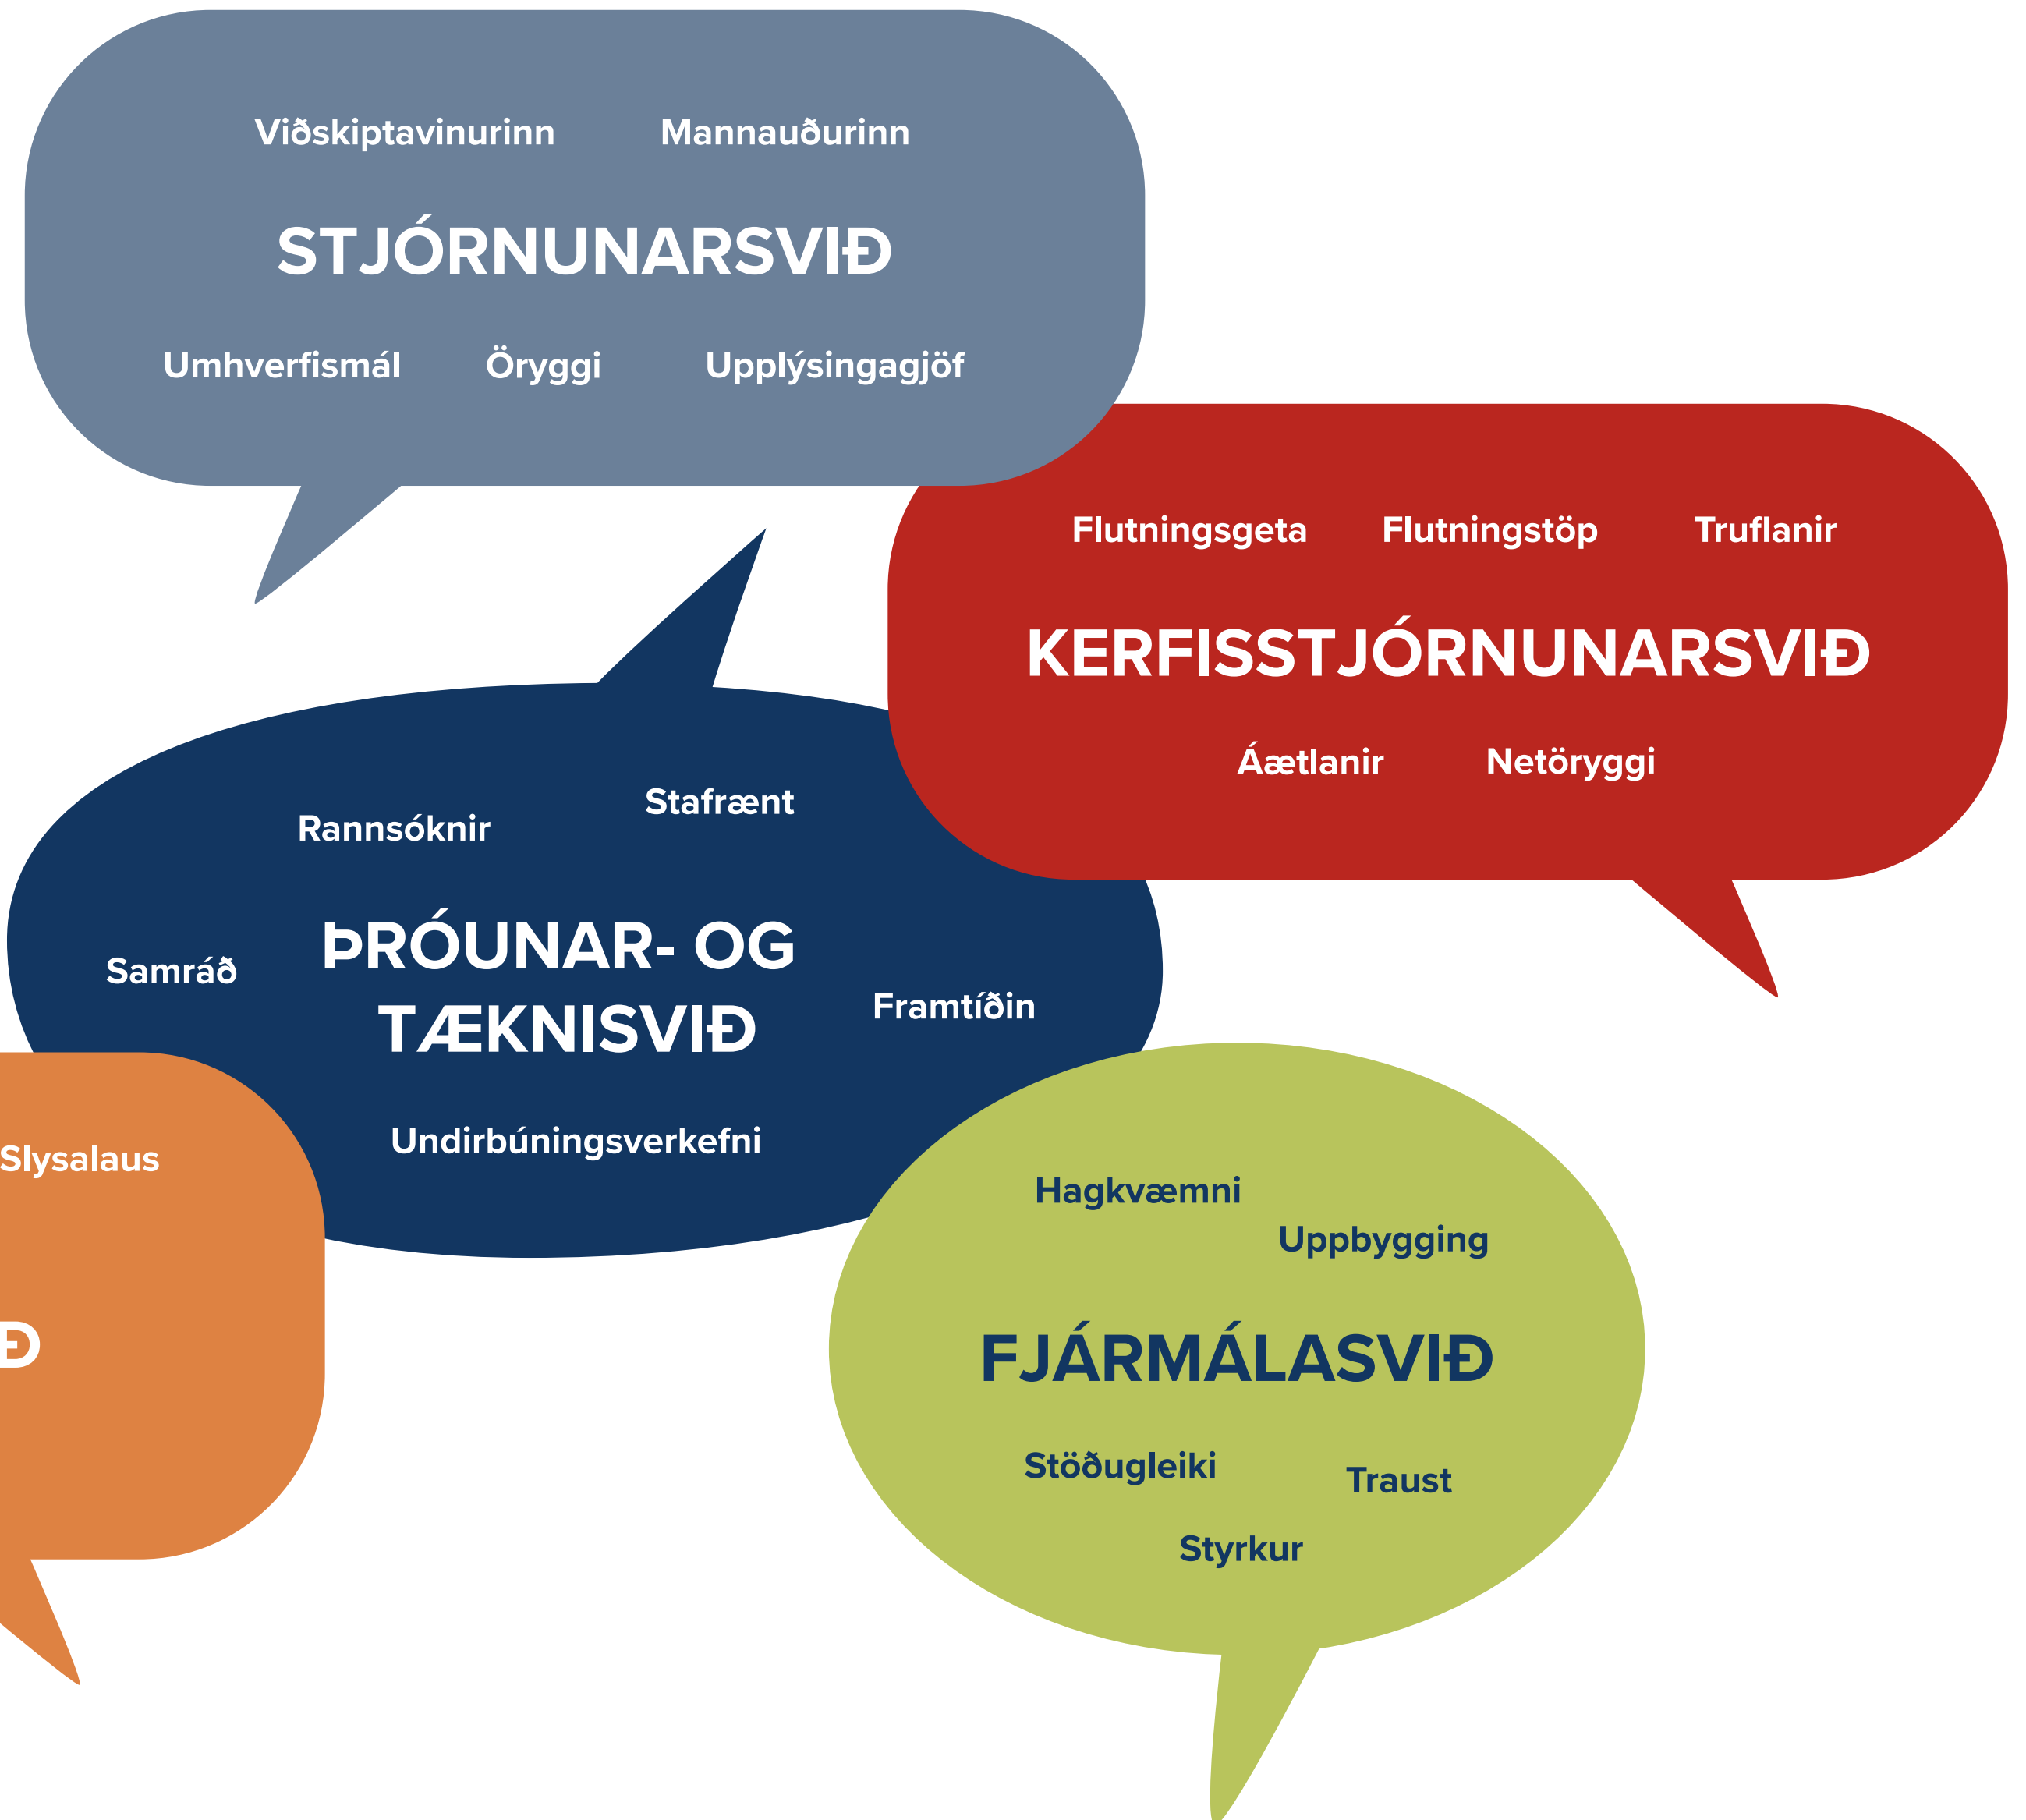 Viðskiptavinurinn Mannauðurinn
STJÓRNUNARSVIÐ
Umhverfismál Öryggi Upplýsingagjöf
Flutningsgeta Flutningstöp Truflanir
KERFISSTJÓRNUNARSVIÐ
Áætlanir Netöryggi
Stafrænt
Rannsóknir
Samráð
ÞRÓUNAR- OG
TÆKNISVIÐ
Framtíðin
Undirbúningsverkefni
Slysalaus
Ð
Hagkvæmni
Uppbygging
FJÁRMÁLASVIÐ
Stöðugleiki
Traust
Styrkur